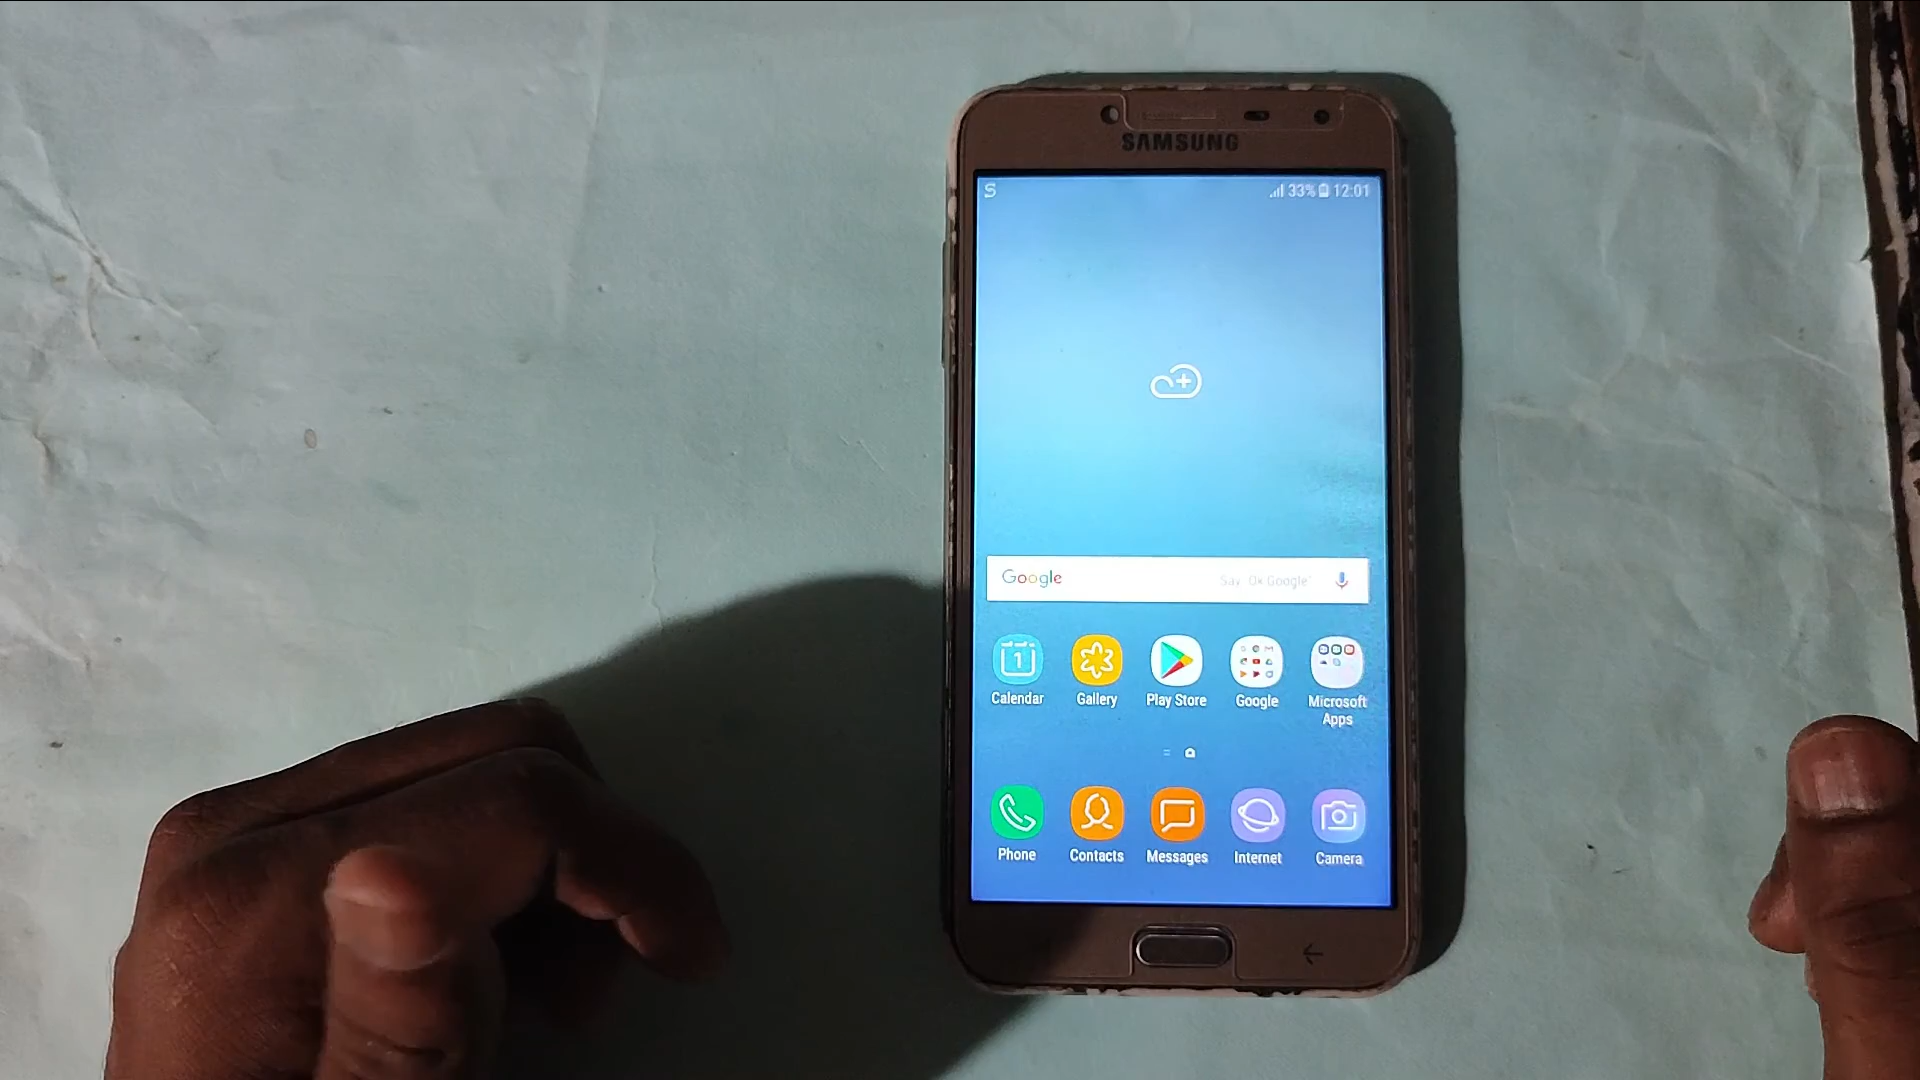 SAMSUNG
33% 12:01
Google Say "Ok Google"
1
Calendar Gallery Play Store Google Microsoft Apps
Phone Contacts Messages Internet Camera